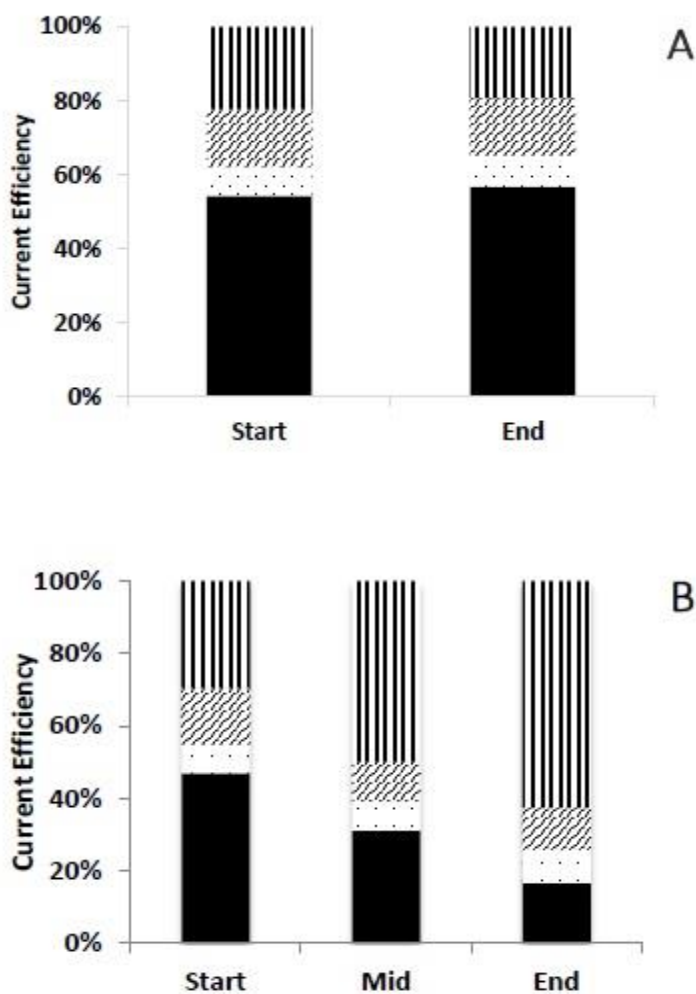 A
100%
80%
60%
40%
20%
0%
Current Efficiency
Start End
B
100%
80%
60%
40%
20%
0%
Current Efficiency
Start Mid End